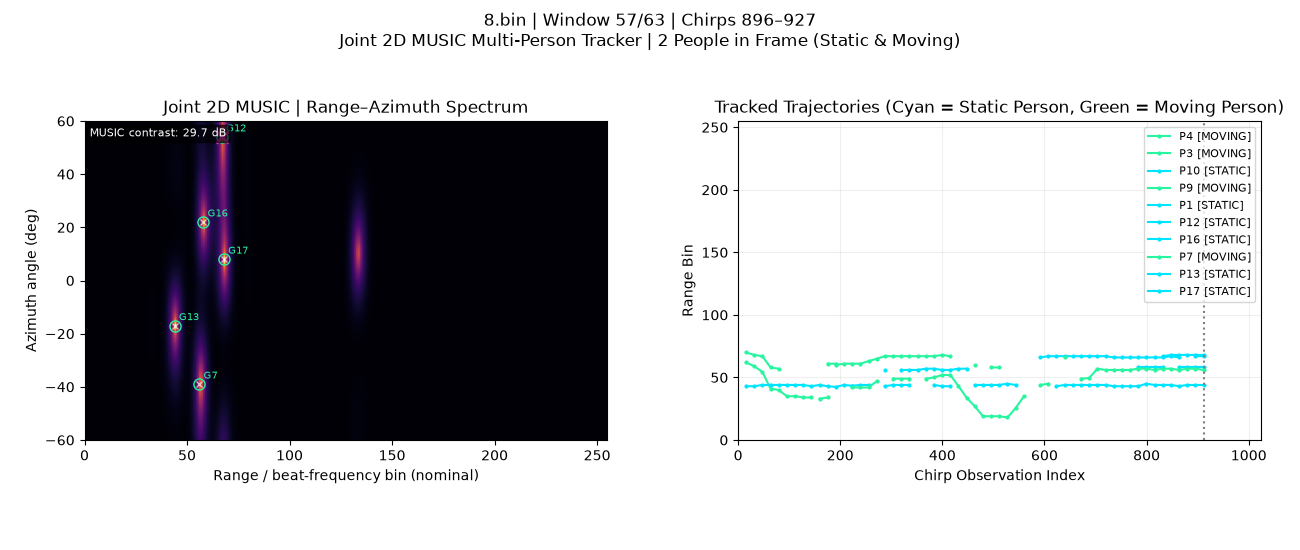 8.bin | Window 57/63 | Chirps 896–927
Joint 2D MUSIC Multi-Person Tracker | 2 People in Frame (Static & Moving)
Joint 2D MUSIC | Range–Azimuth Spectrum
MUSIC contrast: 29.7 dB
G12
G16
G17
G13
G7
60
40
20
0
−20
−40
−60
Azimuth angle (deg)
0
50
100
150
200
250
Range / beat-frequency bin (nominal)
Tracked Trajectories (Cyan = Static Person, Green = Moving Person)
P4 [MOVING]
P3 [MOVING]
P10 [STATIC]
P9 [MOVING]
P1 [STATIC]
P12 [STATIC]
P16 [STATIC]
P7 [MOVING]
P13 [STATIC]
P17 [STATIC]
250
200
150
100
50
0
Range Bin
0
200
400
600
800
1000
Chirp Observation Index